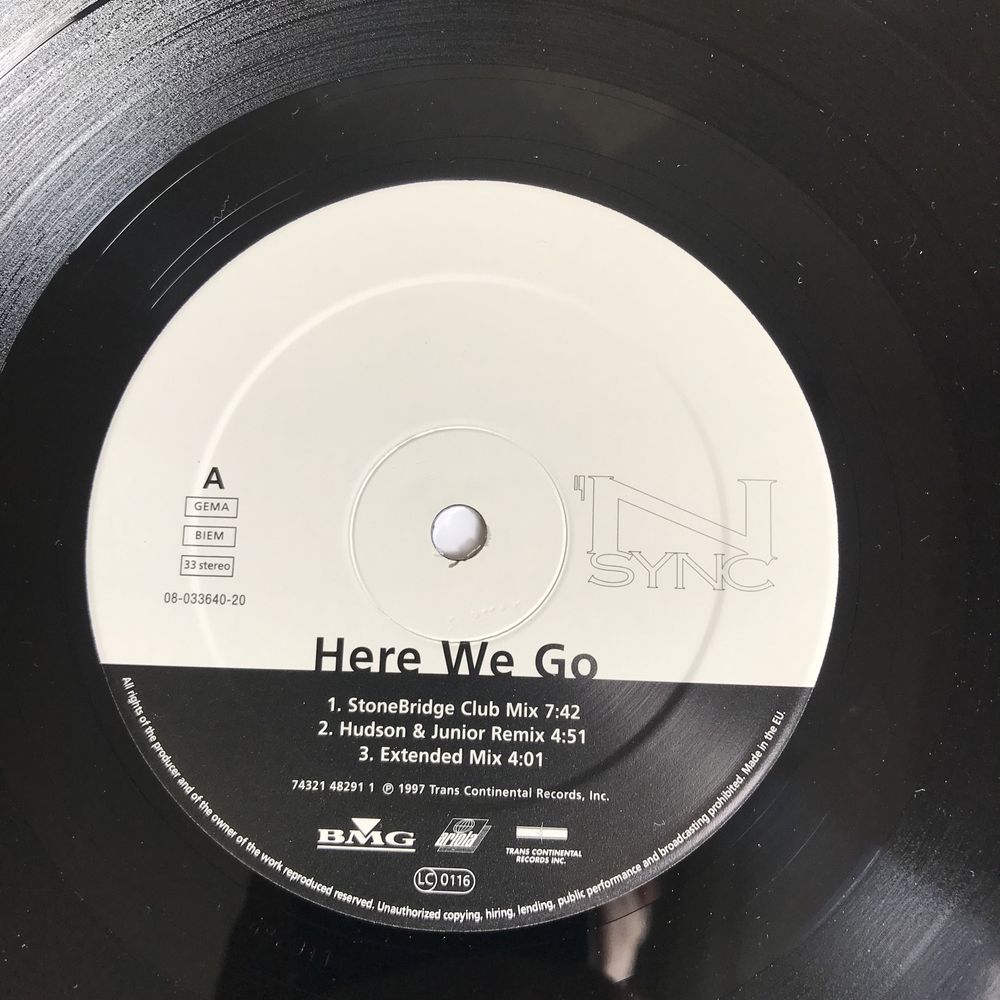 A
GEMA
BIEM
33 stereo
08-033640-20
'N
SYNC
Here We Go
1. StoneBridge Club Mix 7:42
2. Hudson & Junior Remix 4:51
3. Extended Mix 4:01
74321 48291 1 ℗ 1997 Trans Continental Records, Inc.
BMG
ariola
TRANS CONTINENTAL
RECORDS INC.
LC 0116
All rights of the producer and of the owner of the work reproduced reserved. Unauthorized copying, hiring, lending, public performance and broadcasting prohibited. Made in the EU.